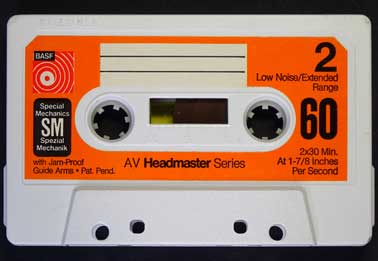 BASF
2
Low Noise/Extended
Range
Special
Mechanics
SM
Spezial
Mechanik
60
with Jam-Proof
Guide Arms • Pat. Pend.
AV Headmaster Series
2x30 Min.
At 1-7/8 Inches
Per Second